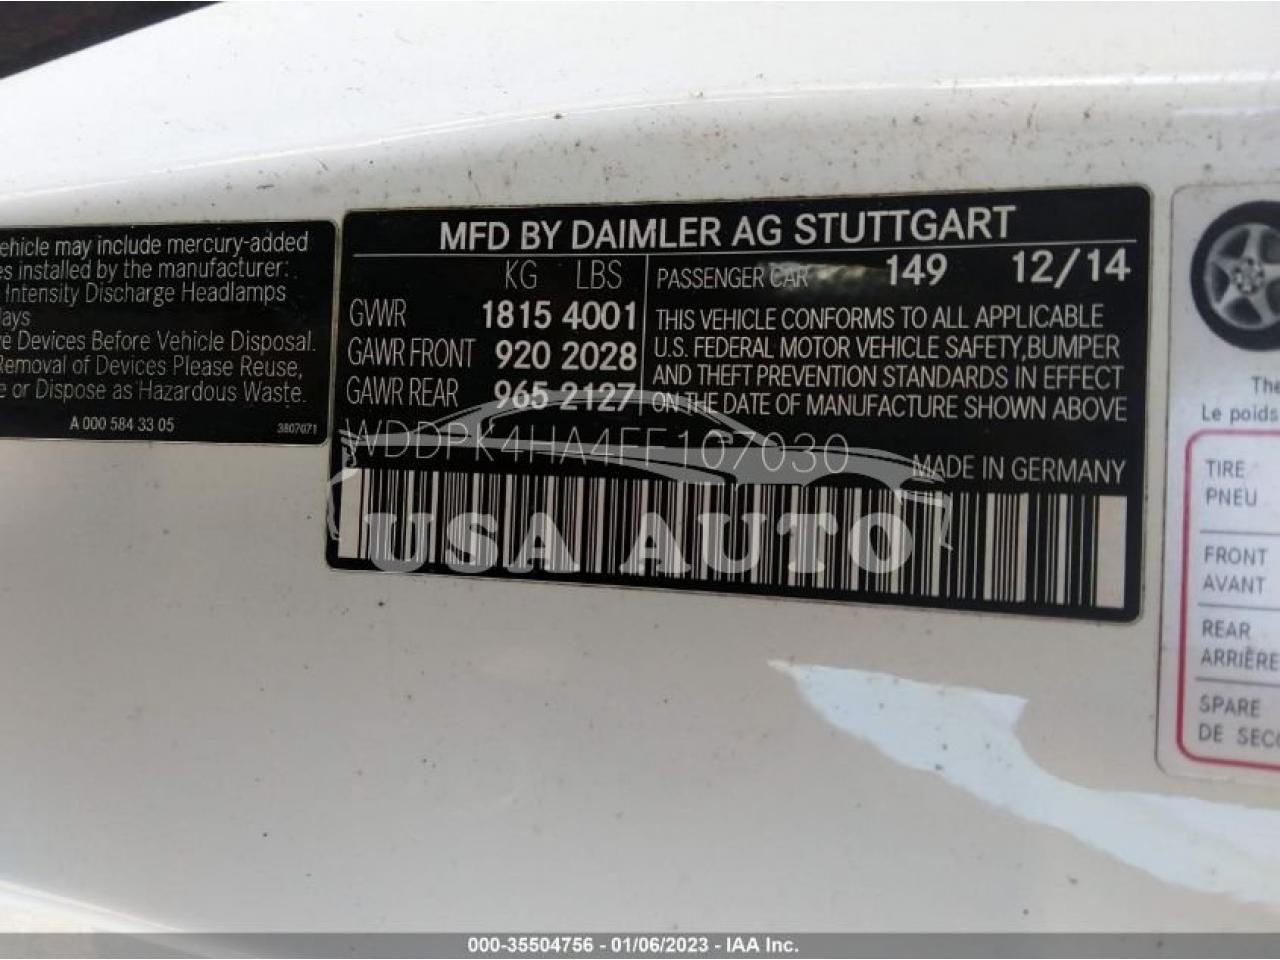 ehicle may include mercury-added
es installed by the manufacturer:
Intensity Discharge Headlamps
lays
e Devices Before Vehicle Disposal.
Removal of Devices Please Reuse,
e or Dispose as Hazardous Waste.
A 000 584 33 05 3807071
MFD BY DAIMLER AG STUTTGART
KG LBS
GVWR 1815 4001
GAWR FRONT 920 2028
GAWR REAR 965 2127
PASSENGER CAR 149 12/14
THIS VEHICLE CONFORMS TO ALL APPLICABLE
U.S. FEDERAL MOTOR VEHICLE SAFETY,BUMPER
AND THEFT PREVENTION STANDARDS IN EFFECT
ON THE DATE OF MANUFACTURE SHOWN ABOVE
MADE IN GERMANY
USA AUTO
Thi
Le poids
TIRE
PNEU
FRONT
AVANT
REAR
ARRIÈRE
SPARE
DE SECO
000-35504756 - 01/06/2023 - IAA Inc.